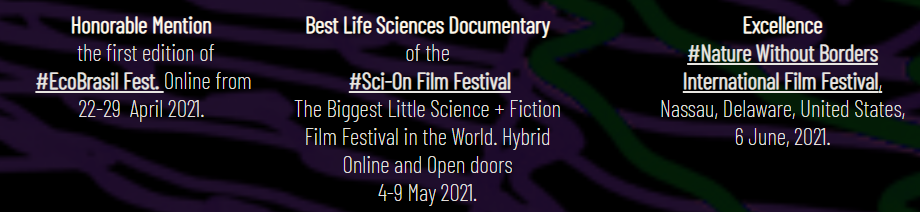 Honorable Mention
the first edition of
#EcoBrasil Fest. Online from
22-29 April 2021.
Best Life Sciences Documentary
of the
#Sci-On Film Festival
The Biggest Little Science + Fiction
Film Festival in the World. Hybrid
Online and Open doors
4-9 May 2021.
Excellence
#Nature Without Borders
International Film Festival,
Nassau, Delaware, United States,
6 June, 2021.